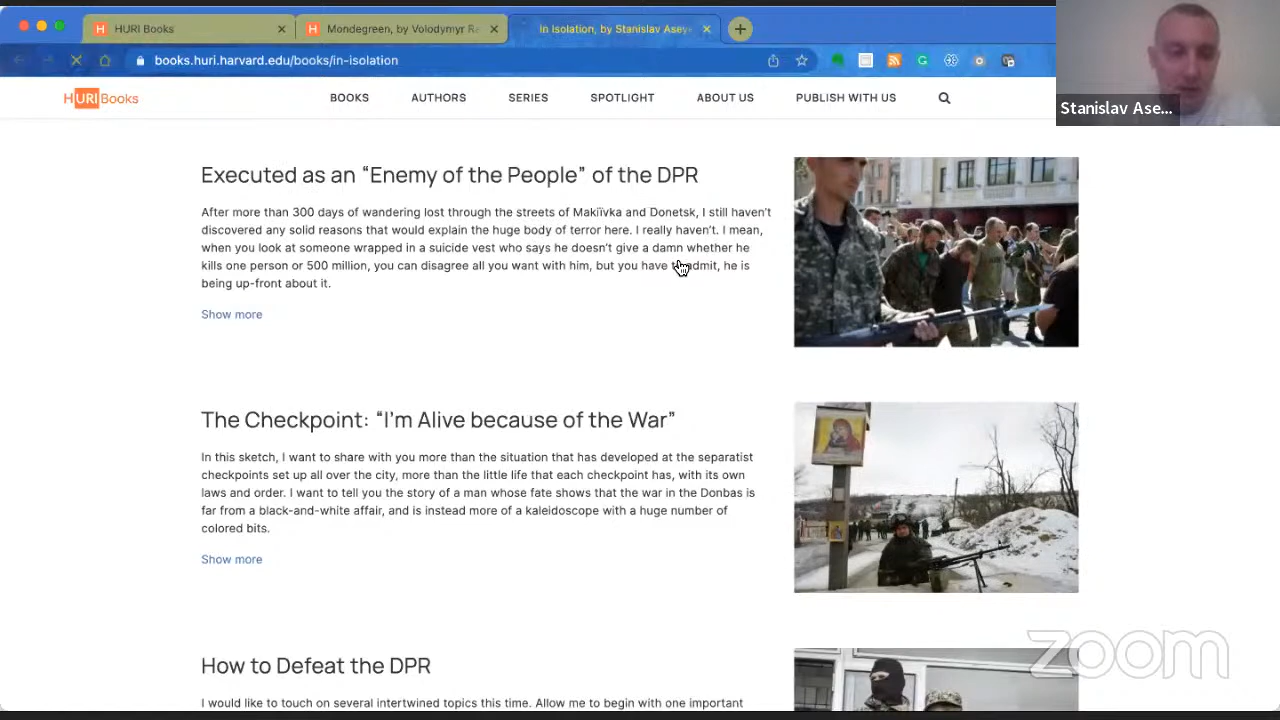 HURI Books
Mondegreen, by Volodymyr Ra
In Isolation, by Stanislav Aseye
books.huri.harvard.edu/books/in-isolation
HURI Books
BOOKS
AUTHORS
SERIES
SPOTLIGHT
ABOUT US
PUBLISH WITH US
Stanislav Ase...
Executed as an “Enemy of the People” of the DPR
After more than 300 days of wandering lost through the streets of Makiïvka and Donetsk, I still haven’t
discovered any solid reasons that would explain the huge body of terror here. I really haven’t. I mean,
when you look at someone wrapped in a suicide vest who says he doesn’t give a damn whether he
kills one person or 500 million, you can disagree all you want with him, but you have to admit, he is
being up-front about it.
Show more
The Checkpoint: “I’m Alive because of the War”
In this sketch, I want to share with you more than the situation that has developed at the separatist
checkpoints set up all over the city, more than the little life that each checkpoint has, with its own
laws and order. I want to tell you the story of a man whose fate shows that the war in the Donbas is
far from a black-and-white affair, and is instead more of a kaleidoscope with a huge number of
colored bits.
Show more
How to Defeat the DPR
I would like to touch on several intertwined topics this time. Allow me to begin with one important
zoom